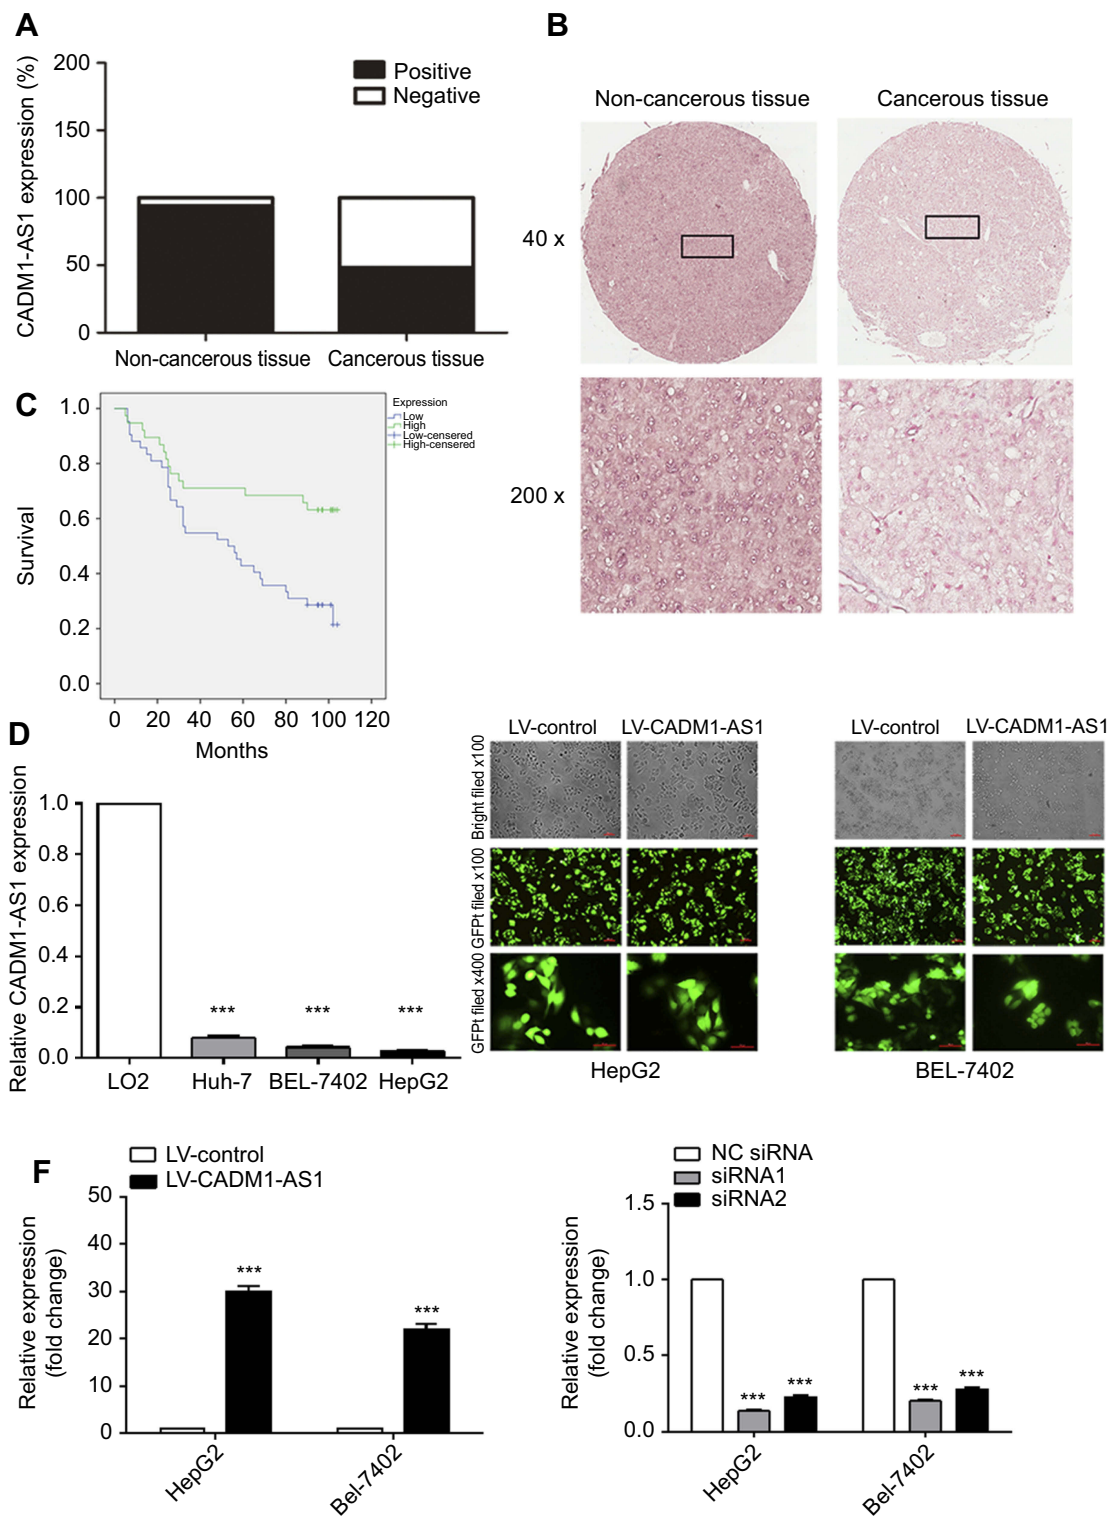 A
CADM1-AS1 expression (%)
200
150
100
50
0
Positive
Negative
Non-cancerous tissue
Cancerous tissue
B
Non-cancerous tissue
Cancerous tissue
40 x
200 x
C
Survival
1.0
0.8
0.6
0.4
0.2
0.0
0 20 40 60 80 100 120
Months
Expression
Low
High
Low-censered
High-censered
D
Relative CADM1-AS1 expression
1.0
0.8
0.6
0.4
0.2
0.0
*** *** ***
LO2 Huh-7 BEL-7402 HepG2
LV-control LV-CADM1-AS1
Bright filed x100
GFPt filed x100
GFPt filed x400
HepG2
LV-control LV-CADM1-AS1
BEL-7402
F
LV-control
LV-CADM1-AS1
Relative expression
(fold change)
50
40
30
20
10
0
***
***
HepG2
Bel-7402
NC siRNA
siRNA1
siRNA2
Relative expression
(fold change)
1.5
1.0
0.5
0.0
*** ***
*** ***
HepG2
Bel-7402